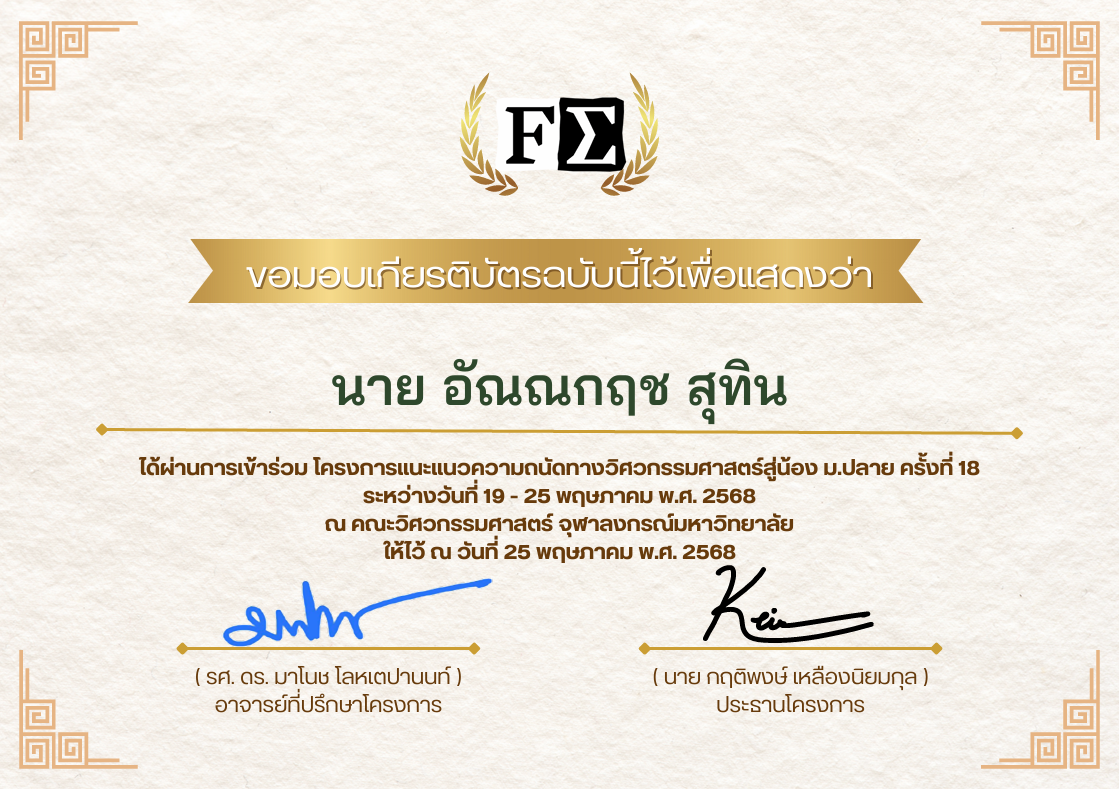 FΣ
ขอมอบเกียรติบัตรฉบับนี้ไว้เพื่อแสดงว่า
นาย อัณณกฤช สุทิน
ได้ผ่านการเข้าร่วม โครงการแนะแนวความถนัดทางวิศวกรรมศาสตร์สู่น้อง ม.ปลาย ครั้งที่ 18
ระหว่างวันที่ 19 - 25 พฤษภาคม พ.ศ. 2568
ณ คณะวิศวกรรมศาสตร์ จุฬาลงกรณ์มหาวิทยาลัย
ให้ไว้ ณ วันที่ 25 พฤษภาคม พ.ศ. 2568
( รศ. ดร. มาโนช โลหเตปานนท์ )
อาจารย์ที่ปรึกษาโครงการ
( นาย กฤติพงษ์ เหลืองนิยมกุล )
ประธานโครงการ